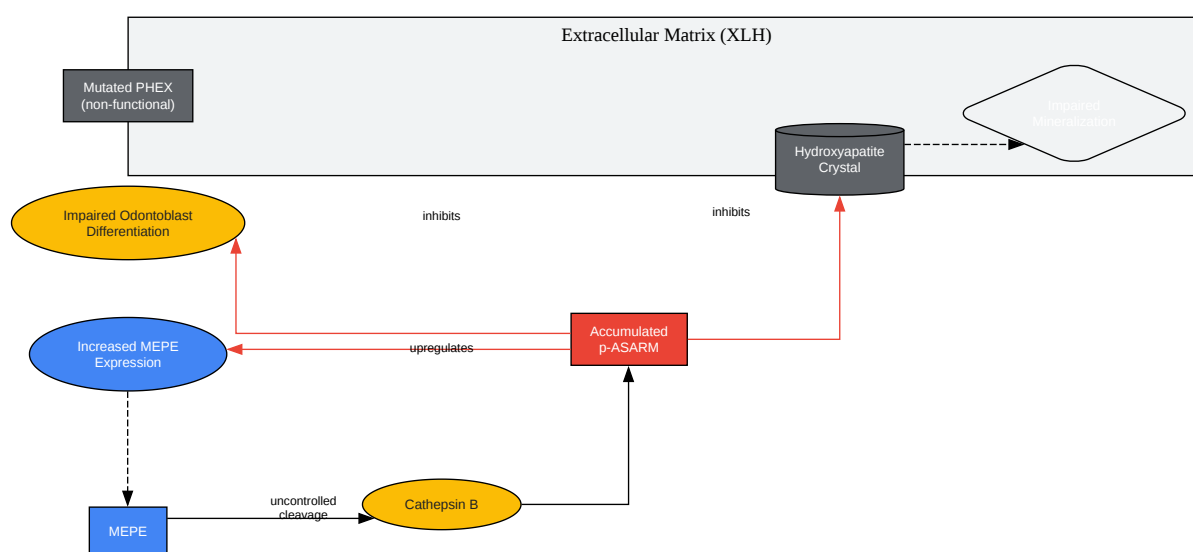 Extracellular Matrix (XLH)
Mutated PHEX
(non-functional)
Impaired
Mineralization
Hydroxyapatite
Crystal
Impaired Odontoblast
Differentiation
inhibits
inhibits
Accumulated
p-ASARM
Increased MEPE
Expression
upregulates
uncontrolled
cleavage
Cathepsin B
MEPE